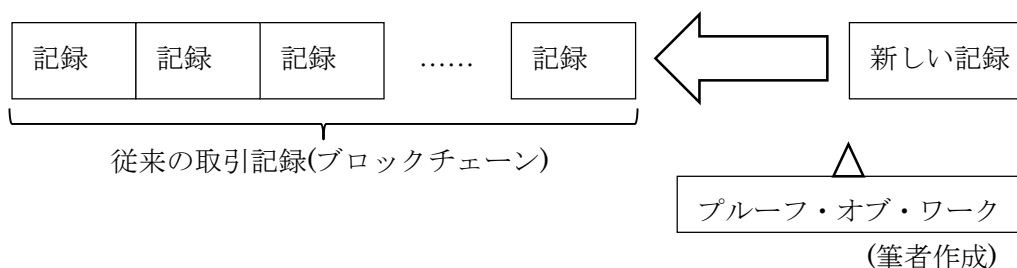 記録 記録 記録 …… 記録 新しい記録
従来の取引記録(ブロックチェーン)
プルーフ・オブ・ワーク
(筆者作成)